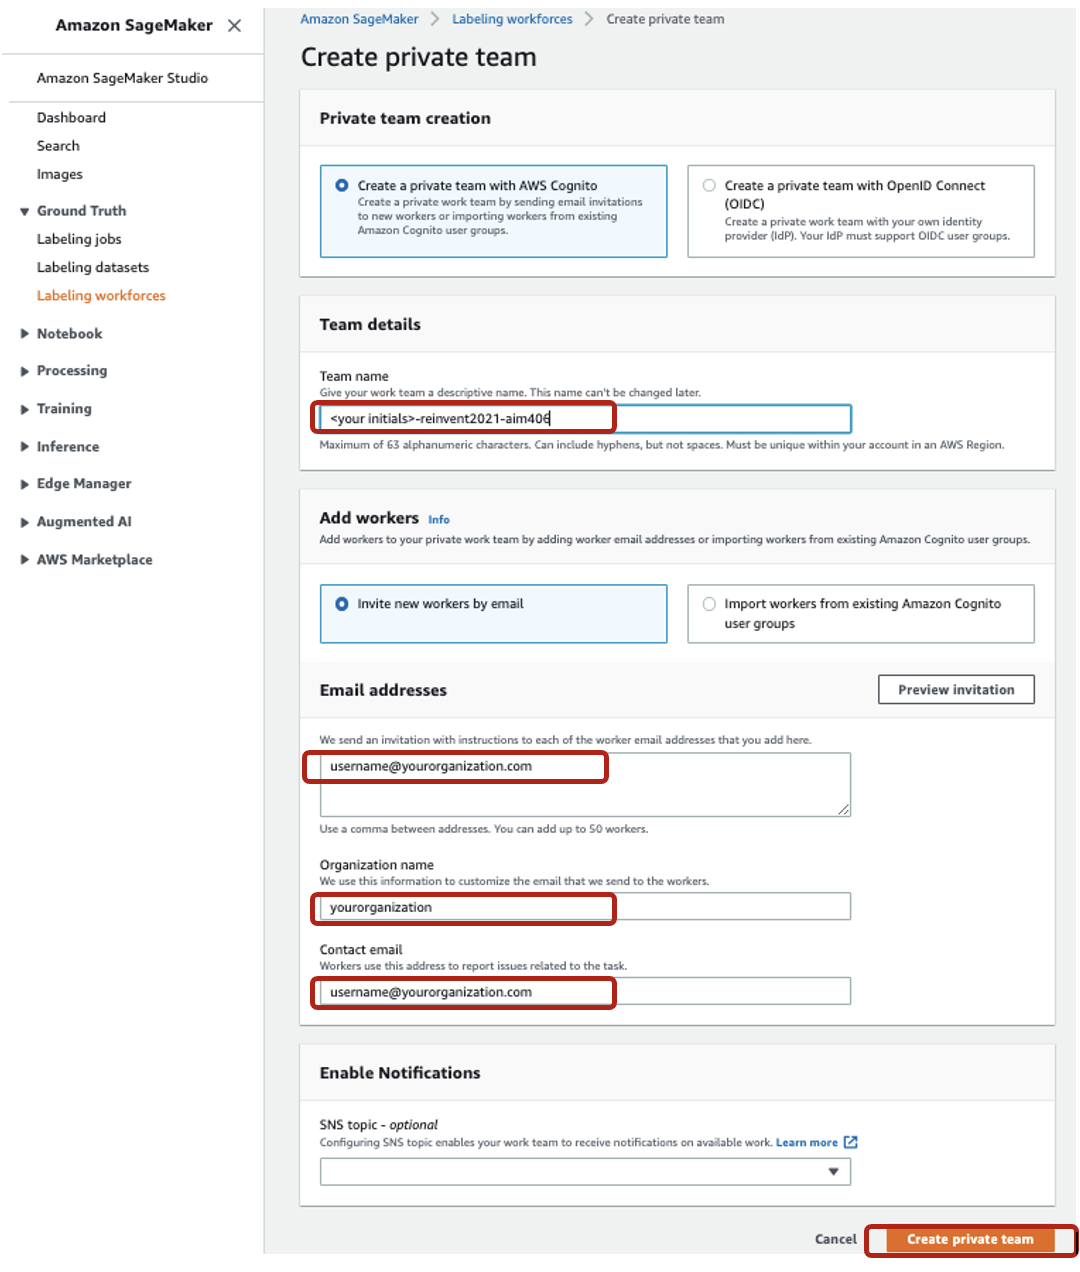 Amazon SageMaker
Amazon SageMaker Studio
Dashboard
Search
Images
Ground Truth
Labeling jobs
Labeling datasets
Labeling workforces
Notebook
Processing
Training
Inference
Edge Manager
Augmented AI
AWS Marketplace
Amazon SageMaker > Labeling workforces > Create private team
Create private team
Private team creation
Create a private team with AWS Cognito
Create a private work team by sending email invitations
to new workers or importing workers from existing
Amazon Cognito user groups.
Create a private team with OpenID Connect
(OIDC)
Create a private work team with your own identity
provider (IdP). Your IdP must support OIDC user groups.
Team details
Team name
Give your work team a descriptive name. This name can't be changed later.
<your initials>-reinvent2021-aim406
Maximum of 63 alphanumeric characters. Can include hyphens, but not spaces. Must be unique within your account in an AWS Region.
Add workers Info
Add workers to your private work team by adding worker email addresses or importing workers from existing Amazon Cognito user groups.
Invite new workers by email
Import workers from existing Amazon Cognito
user groups
Email addresses
Preview invitation
We send an invitation with instructions to each of the worker email addresses that you add here.
username@yourorganization.com
Use a comma between addresses. You can add up to 50 workers.
Organization name
We use this information to customize the email that we send to the workers.
yourorganization
Contact email
Workers use this address to report issues related to the task.
username@yourorganization.com
Enable Notifications
SNS topic - optional
Configuring SNS topic enables your work team to receive notifications on available work. Learn more
Cancel
Create private team